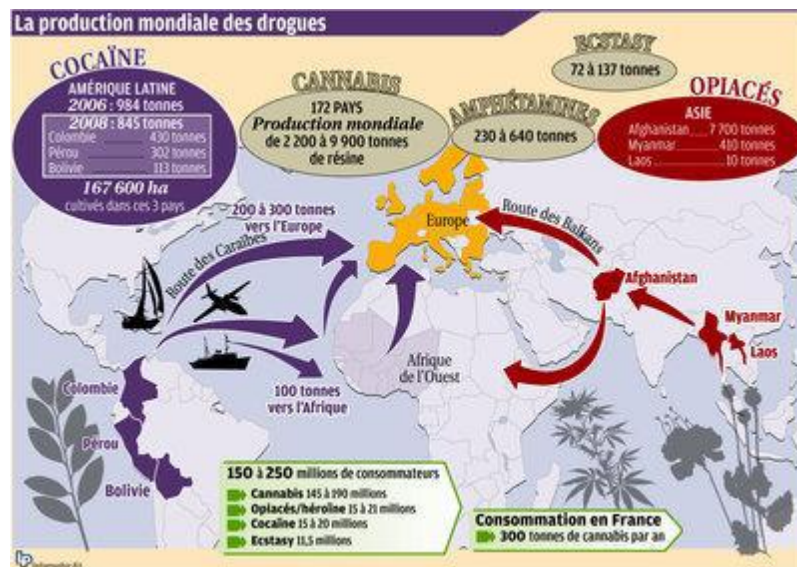 La production mondiale des drogues
COCAÏNE
AMÉRIQUE LATINE
2006 : 984 tonnes
2008 : 845 tonnes
Colombie 430 tonnes
Pérou 302 tonnes
Bolivie 113 tonnes
167 600 ha
cultivés dans ces 3 pays
CANNABIS
172 PAYS
Production mondiale
de 2 200 à 9 900 tonnes
de résine
ECSTASY
72 à 137 tonnes
AMPHÉTAMINES
230 à 640 tonnes
OPIACÉS
ASIE
Afghanistan .... 7 700 tonnes
Myanmar 410 tonnes
Laos 10 tonnes
200 à 300 tonnes
vers l'Europe
Route des Caraïbes
Europe
Route des Balkans
Afghanistan
Myanmar
Laos
Afrique
de l'Ouest
100 tonnes
vers l'Afrique
Colombie
Pérou
Bolivie
150 à 250 millions de consommateurs
Cannabis 145 à 190 millions
Opiacés/héroïne 15 à 21 millions
Cocaïne 15 à 20 millions
Ecstasy 11,5 millions
Consommation en France
300 tonnes de cannabis par an